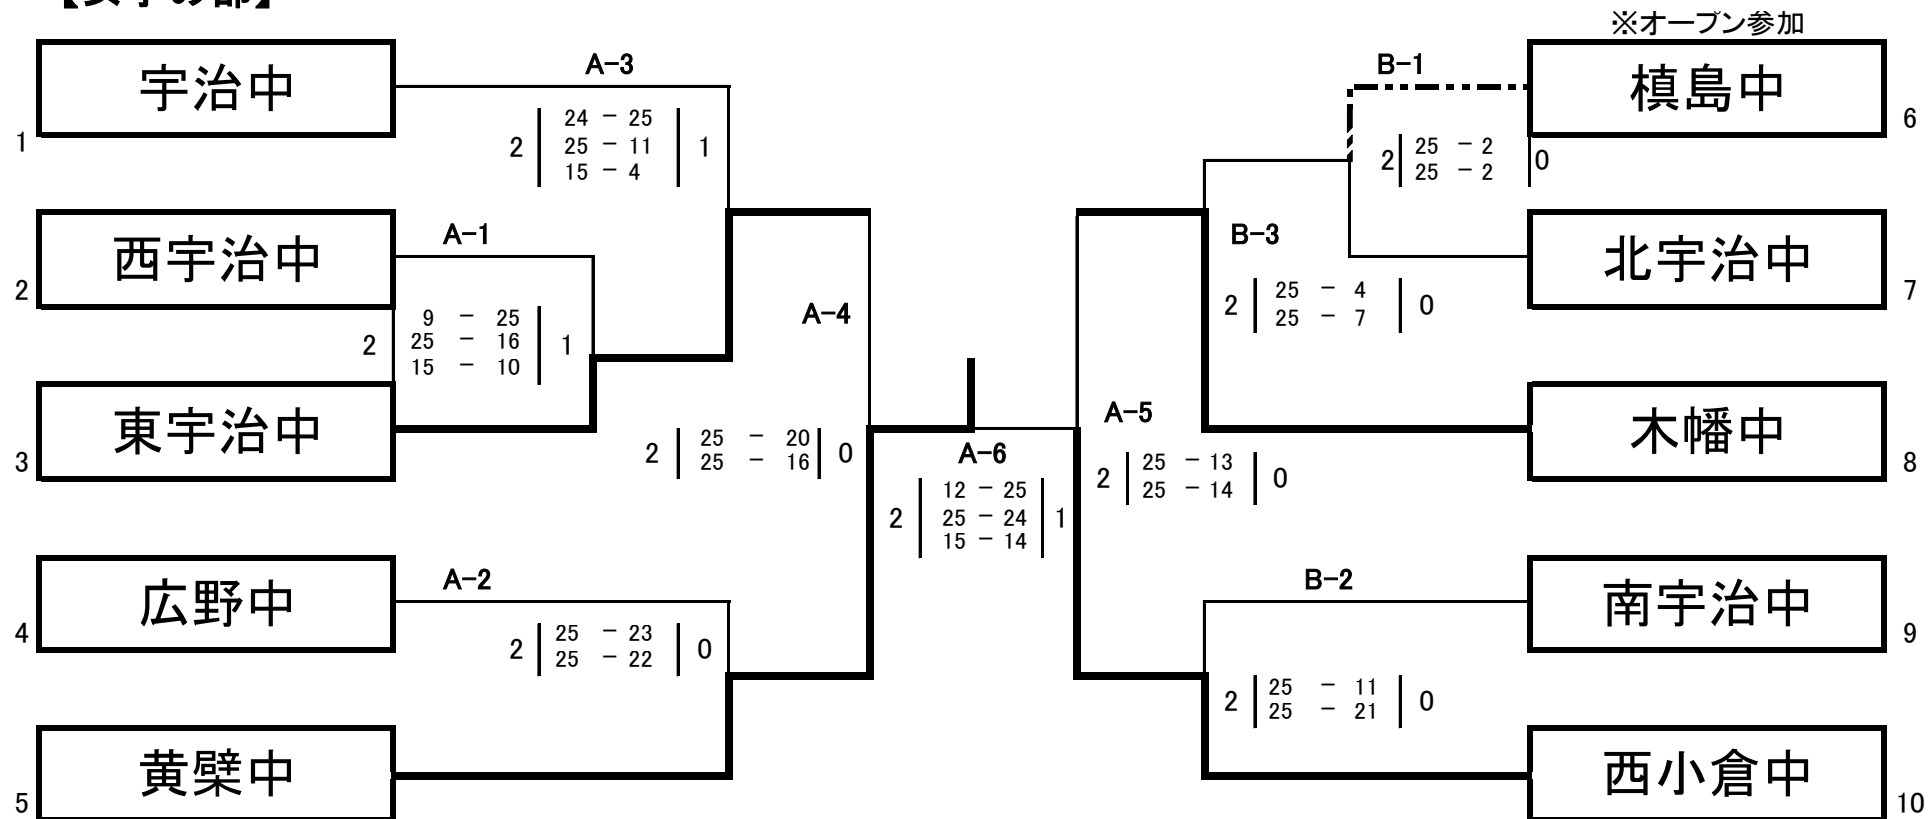 【女子の部】
※オープン参加
宇治中
1
A-3
2 24 - 25 1
25 - 11
15 - 4
西宇治中
2
A-1
2 9 - 25 1
25 - 16
15 - 10
東宇治中
3
A-4
2 25 - 20 0
25 - 16
広野中
4
A-2
2 25 - 23 0
25 - 22
黄檗中
5
A-6
2 12 - 25 1
25 - 24
15 - 14
B-1
槙島中
6
2 25 - 2 0
25 - 2
北宇治中
7
B-3
2 25 - 4 0
25 - 7
木幡中
8
A-5
2 25 - 13 0
25 - 14
B-2
南宇治中
9
2 25 - 11 0
25 - 21
西小倉中
10